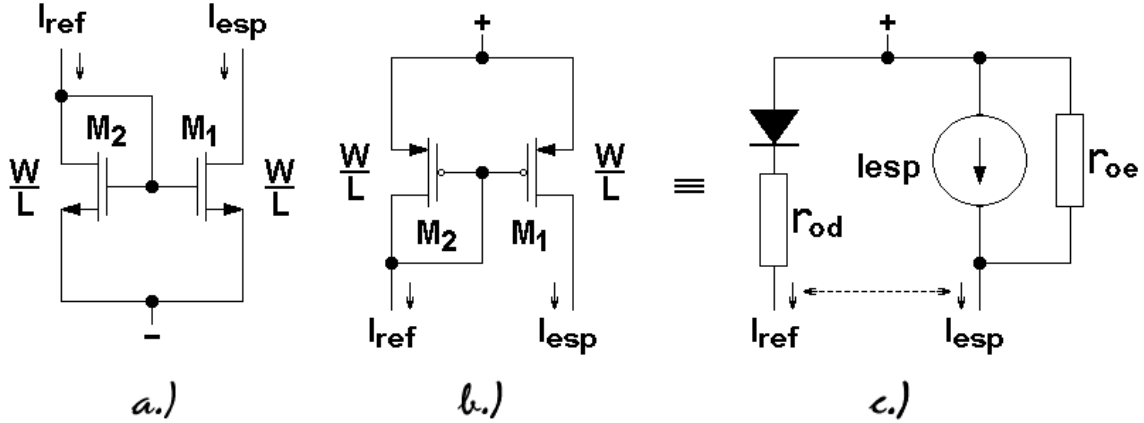 Iref Iesp
M2 M1
W/L W/L
−
a.)
+
W/L W/L
M2 M1
Iref Iesp
b.)
≡
+
Iesp roe
rod
Iref Iesp
c.)